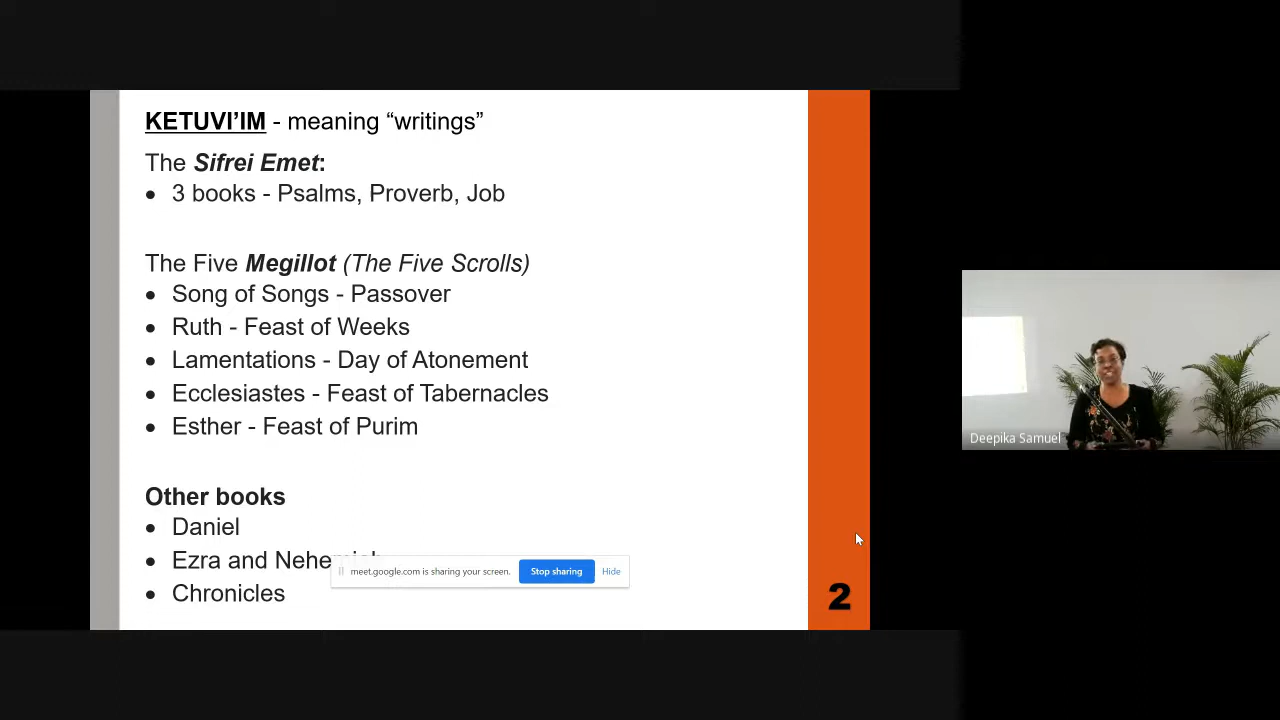 KETUVI’IM - meaning “writings”
The Sifrei Emet:
• 3 books - Psalms, Proverb, Job
The Five Megillot (The Five Scrolls)
• Song of Songs - Passover
• Ruth - Feast of Weeks
• Lamentations - Day of Atonement
• Ecclesiastes - Feast of Tabernacles
• Esther - Feast of Purim
Other books
• Daniel
• Ezra and
• Chronicles
meet.google.com is sharing your screen. Stop sharing Hide
2
Deepika Samuel